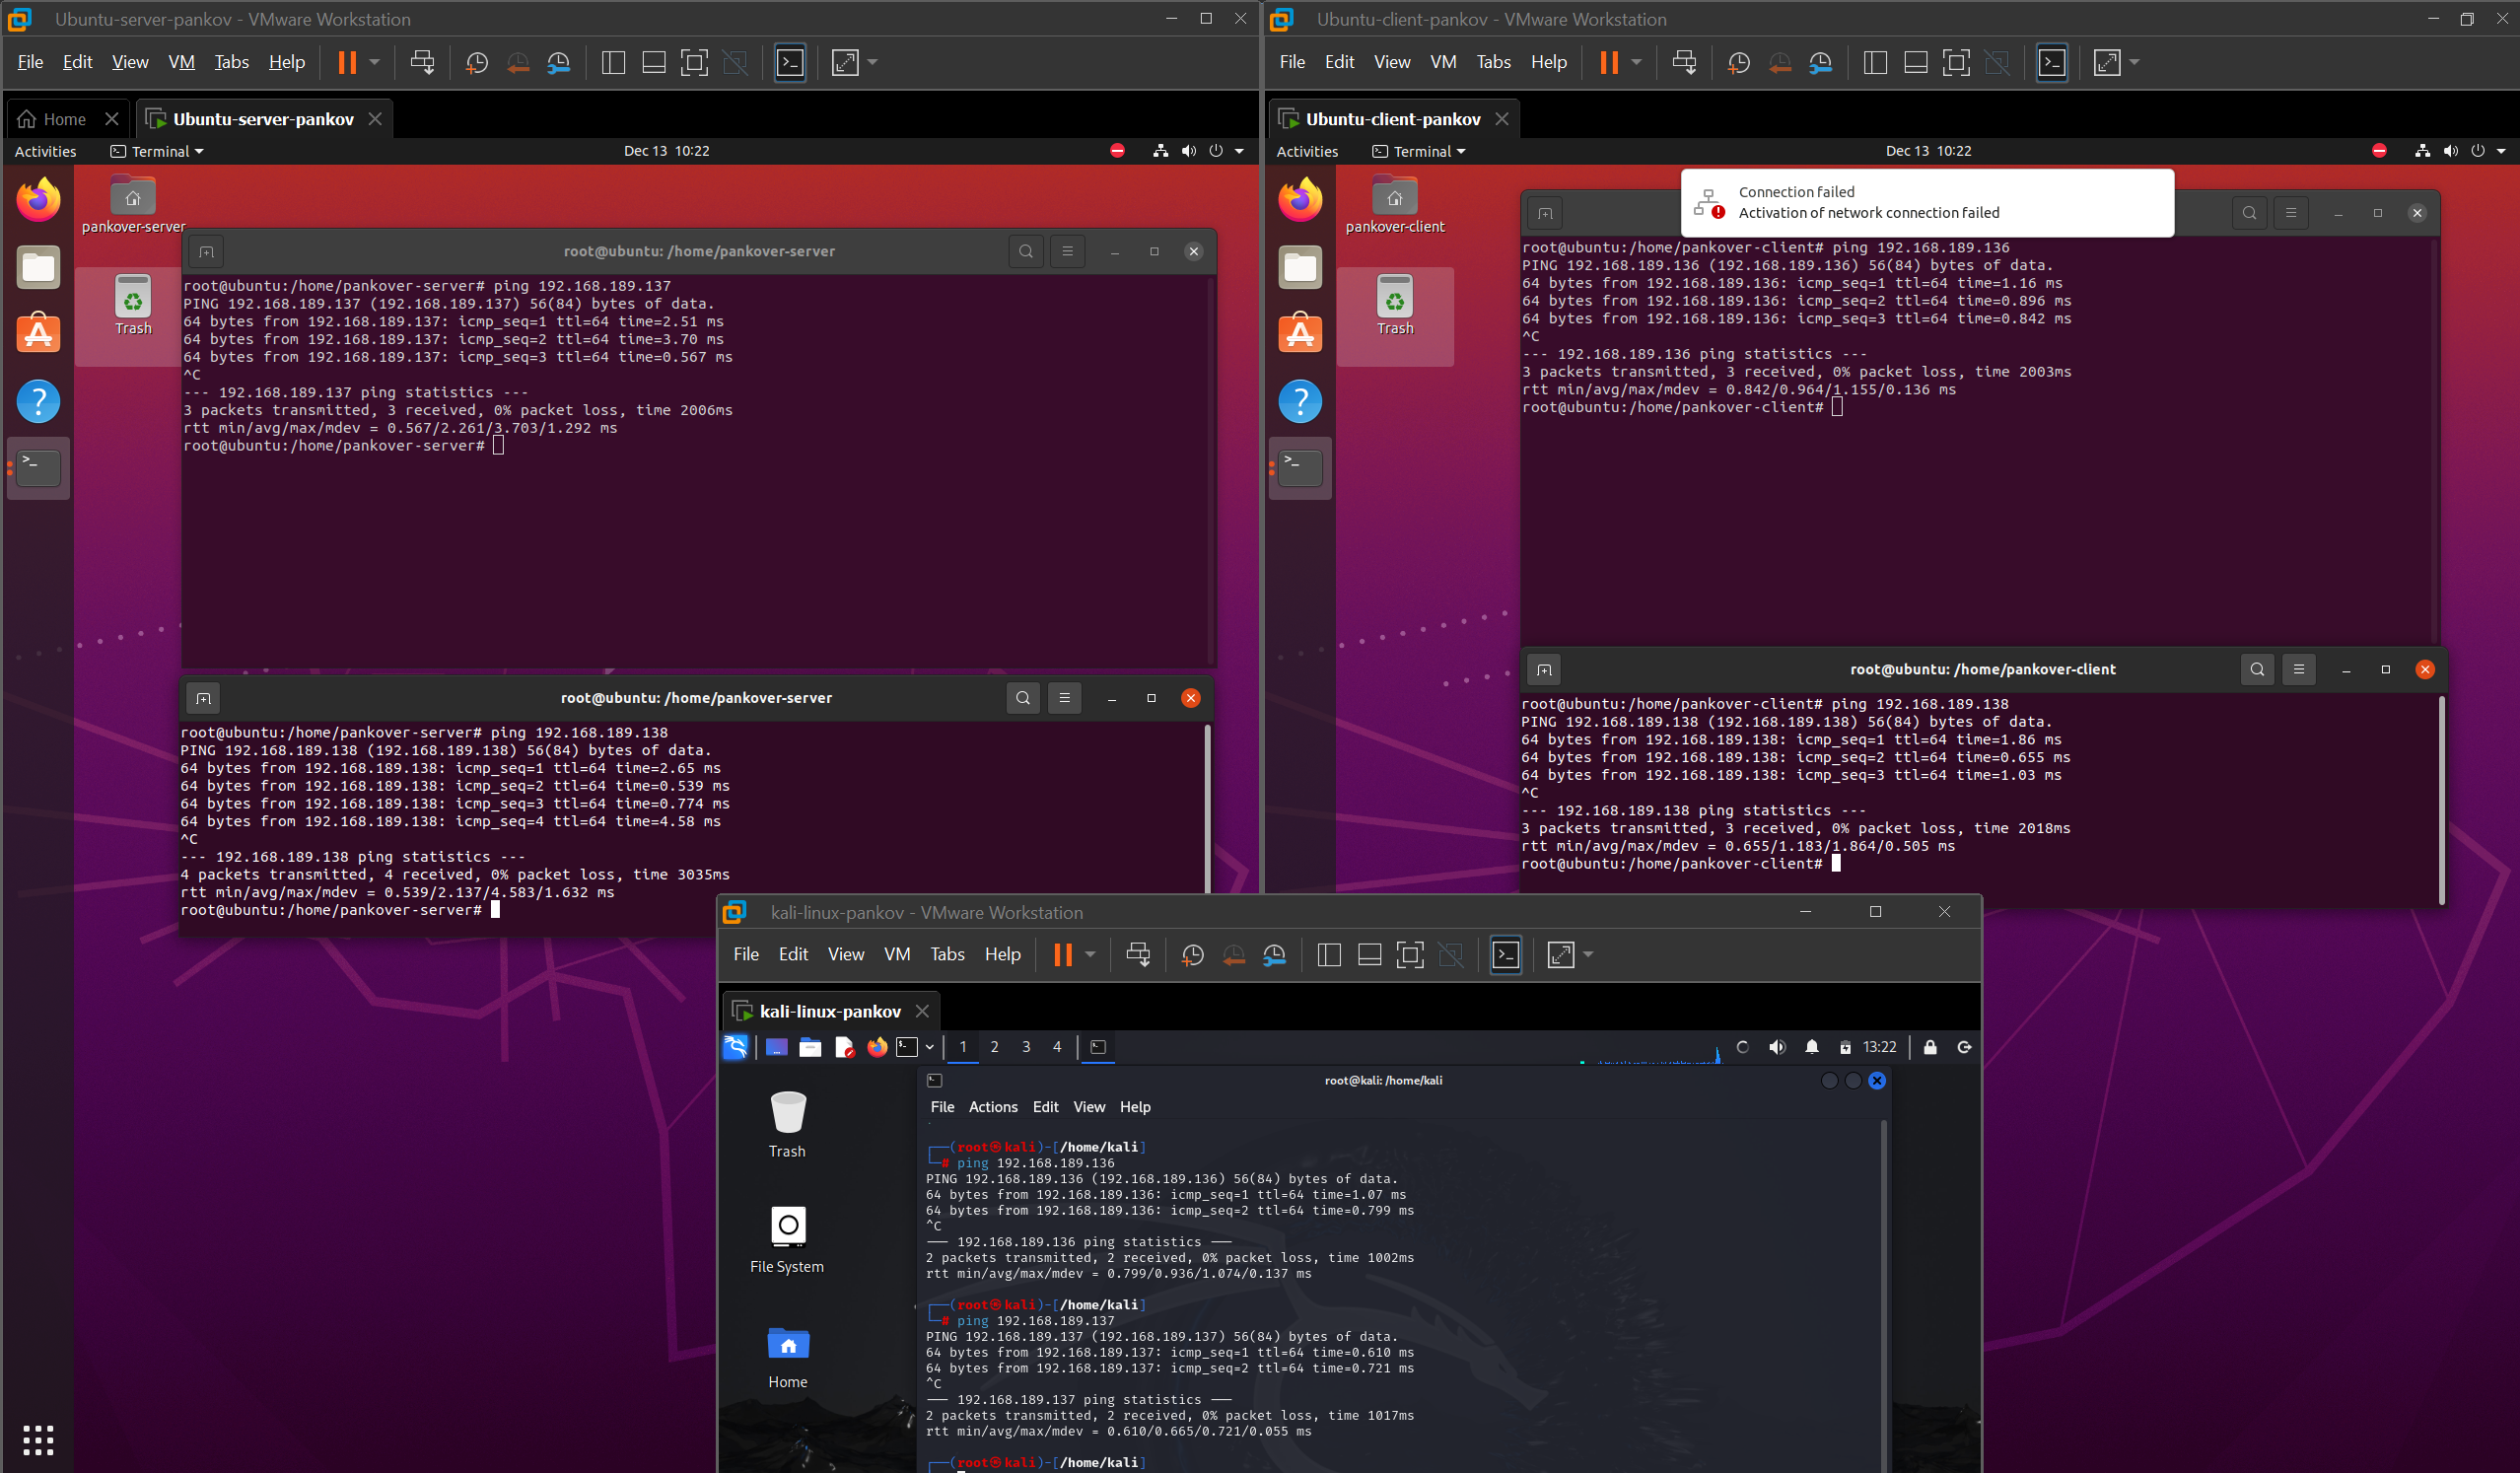 Ubuntu-server-pankov - VMware Workstation
File Edit View VM Tabs Help
Home
Ubuntu-server-pankov
Activities
Terminal
Dec 13 10:22
pankover-server
Trash
root@ubuntu: /home/pankover-server
root@ubuntu:/home/pankover-server# ping 192.168.189.137
PING 192.168.189.137 (192.168.189.137) 56(84) bytes of data.
64 bytes from 192.168.189.137: icmp_seq=1 ttl=64 time=2.51 ms
64 bytes from 192.168.189.137: icmp_seq=2 ttl=64 time=3.70 ms
64 bytes from 192.168.189.137: icmp_seq=3 ttl=64 time=0.567 ms
^C
--- 192.168.189.137 ping statistics ---
3 packets transmitted, 3 received, 0% packet loss, time 2006ms
rtt min/avg/max/mdev = 0.567/2.261/3.703/1.292 ms
root@ubuntu:/home/pankover-server#
root@ubuntu: /home/pankover-server
root@ubuntu:/home/pankover-server# ping 192.168.189.138
PING 192.168.189.138 (192.168.189.138) 56(84) bytes of data.
64 bytes from 192.168.189.138: icmp_seq=1 ttl=64 time=2.65 ms
64 bytes from 192.168.189.138: icmp_seq=2 ttl=64 time=0.539 ms
64 bytes from 192.168.189.138: icmp_seq=3 ttl=64 time=0.774 ms
64 bytes from 192.168.189.138: icmp_seq=4 ttl=64 time=4.58 ms
^C
--- 192.168.189.138 ping statistics ---
4 packets transmitted, 4 received, 0% packet loss, time 3035ms
rtt min/avg/max/mdev = 0.539/2.137/4.583/1.632 ms
root@ubuntu:/home/pankover-server#
Ubuntu-client-pankov - VMware Workstation
File Edit View VM Tabs Help
Ubuntu-client-pankov
Activities
Terminal
Dec 13 10:22
Connection failed
Activation of network connection failed
pankover-client
Trash
root@ubuntu:/home/pankover-client# ping 192.168.189.136
PING 192.168.189.136 (192.168.189.136) 56(84) bytes of data.
64 bytes from 192.168.189.136: icmp_seq=1 ttl=64 time=1.16 ms
64 bytes from 192.168.189.136: icmp_seq=2 ttl=64 time=0.896 ms
64 bytes from 192.168.189.136: icmp_seq=3 ttl=64 time=0.842 ms
^C
--- 192.168.189.136 ping statistics ---
3 packets transmitted, 3 received, 0% packet loss, time 2003ms
rtt min/avg/max/mdev = 0.842/0.964/1.155/0.136 ms
root@ubuntu:/home/pankover-client#
root@ubuntu: /home/pankover-client
root@ubuntu:/home/pankover-client# ping 192.168.189.138
PING 192.168.189.138 (192.168.189.138) 56(84) bytes of data.
64 bytes from 192.168.189.138: icmp_seq=1 ttl=64 time=1.86 ms
64 bytes from 192.168.189.138: icmp_seq=2 ttl=64 time=0.655 ms
64 bytes from 192.168.189.138: icmp_seq=3 ttl=64 time=1.03 ms
^C
--- 192.168.189.138 ping statistics ---
3 packets transmitted, 3 received, 0% packet loss, time 2018ms
rtt min/avg/max/mdev = 0.655/1.183/1.864/0.505 ms
root@ubuntu:/home/pankover-client#
kali-linux-pankov - VMware Workstation
File Edit View VM Tabs Help
kali-linux-pankov
1 2 3 4
13:22
Trash
File System
Home
root@kali: /home/kali
File Actions Edit View Help
┌──(root㉿kali)-[/home/kali]
└─# ping 192.168.189.136
PING 192.168.189.136 (192.168.189.136) 56(84) bytes of data.
64 bytes from 192.168.189.136: icmp_seq=1 ttl=64 time=1.07 ms
64 bytes from 192.168.189.136: icmp_seq=2 ttl=64 time=0.799 ms
^C
--- 192.168.189.136 ping statistics ---
2 packets transmitted, 2 received, 0% packet loss, time 1002ms
rtt min/avg/max/mdev = 0.799/0.936/1.074/0.137 ms
┌──(root㉿kali)-[/home/kali]
└─# ping 192.168.189.137
PING 192.168.189.137 (192.168.189.137) 56(84) bytes of data.
64 bytes from 192.168.189.137: icmp_seq=1 ttl=64 time=0.610 ms
64 bytes from 192.168.189.137: icmp_seq=2 ttl=64 time=0.721 ms
^C
--- 192.168.189.137 ping statistics ---
2 packets transmitted, 2 received, 0% packet loss, time 1017ms
rtt min/avg/max/mdev = 0.610/0.665/0.721/0.055 ms
┌──(root㉿kali)-[/home/kali]